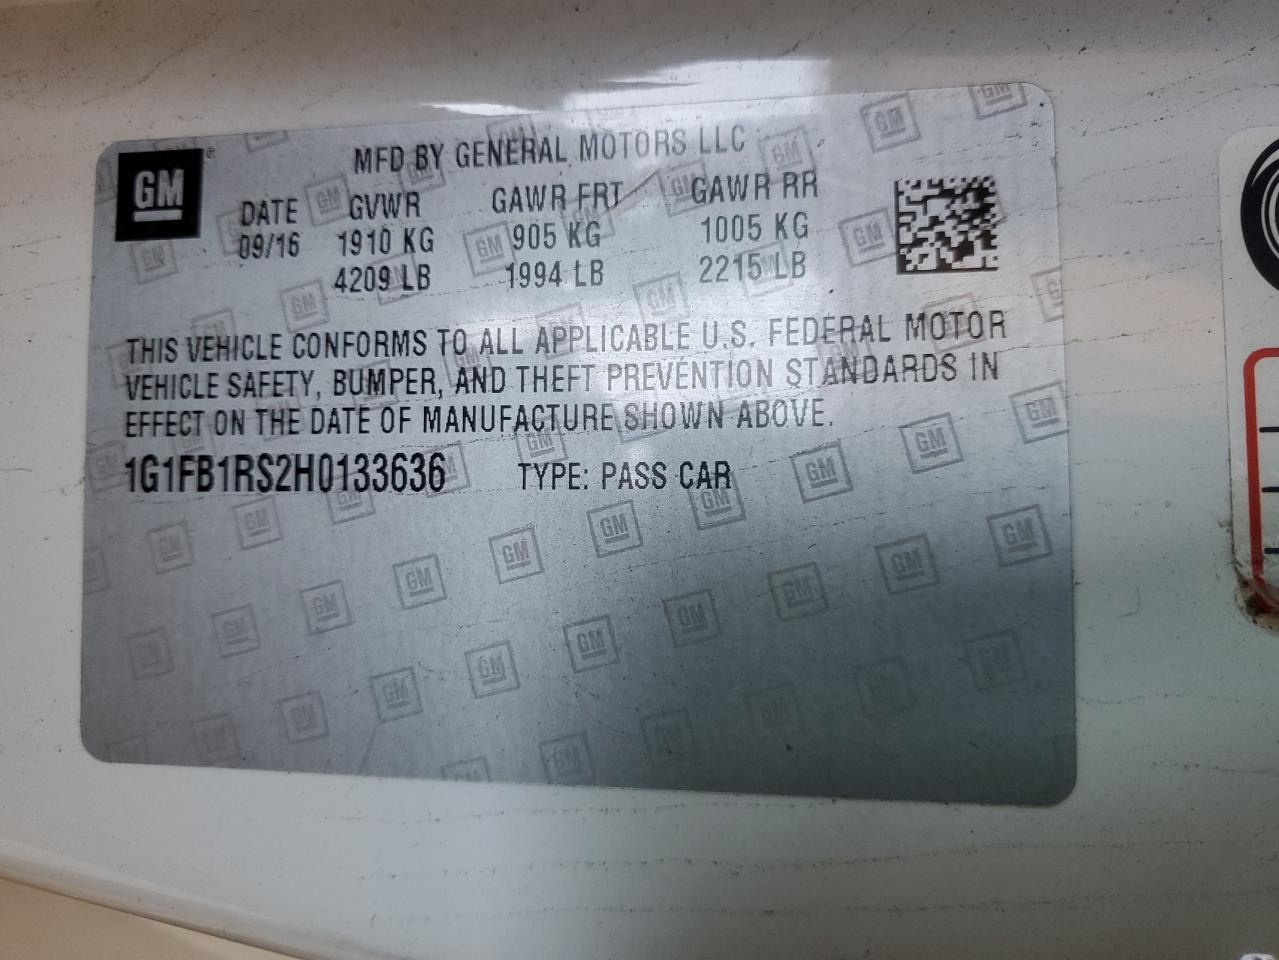 GM ®
MFD BY GENERAL MOTORS LLC
DATE GVWR GAWR FRT GAWR RR
09/16 1910 KG 905 KG 1005 KG
4209 LB 1994 LB 2215 LB
THIS VEHICLE CONFORMS TO ALL APPLICABLE U.S. FEDERAL MOTOR
VEHICLE SAFETY, BUMPER, AND THEFT PREVENTION STANDARDS IN
EFFECT ON THE DATE OF MANUFACTURE SHOWN ABOVE.
1G1FB1RS2H0133636 TYPE: PASS CAR